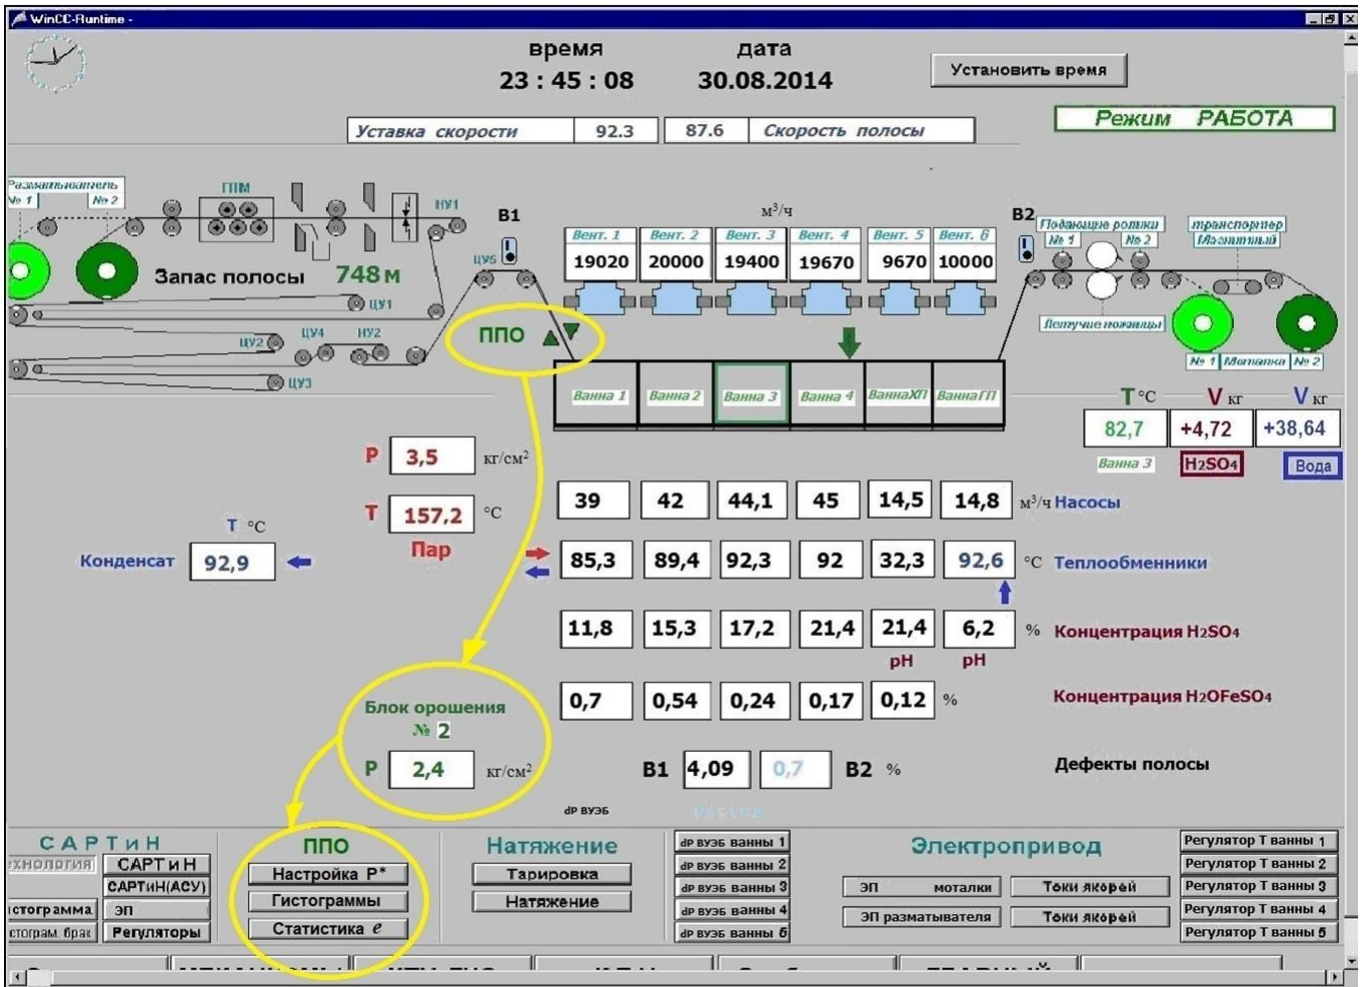 WinCC-Runtime -
время дата
23 : 45 : 08 30.08.2014
Установить время
Уставка скорости 92.3 87.6 Скорость полосы
Режим РАБОТА
Разматыватель
№ 1 № 2
ГПМ
НУ1
В1
м³/ч
В2
Вент. 1 Вент. 2 Вент. 3 Вент. 4 Вент. 5 Вент. 6
19020 20000 19400 19670 9670 10000
Подающие ролики
№ 1 № 2
транспортер
Магнитный
Запас полосы 748 м
ЦУ5
ЦУ1
ЦУ2 ЦУ4 НУ2
ЦУ3
ППО
Летучие ножницы
№ 1 Моталка № 2
Ванна 1 Ванна 2 Ванна 3 Ванна 4 ВаннаХП ВаннаГП
T °C V кг V кг
82,7 +4,72 +38,64
Ванна 3 H2SO4 Вода
P 3,5 кг/см²
T 157,2 °C
Пар
39 42 44,1 45 14,5 14,8 м³/ч Насосы
T °C
Конденсат 92,9
85,3 89,4 92,3 92 32,3 92,6 °C Теплообменники
11,8 15,3 17,2 21,4 21,4 6,2 % Концентрация H2SO4
pH pH
0,7 0,54 0,24 0,17 0,12 % Концентрация H2OFeSO4
Блок орошения
№ 2
P 2,4 кг/см²
В1 4,09 0,7 В2 % Дефекты полосы
dP ВУЭБ
САРТиН
САРТиН
САРТиН(АСУ)
ЭП
Регуляторы
ППО
Настройка P*
Гистограммы
Статистика e
Натяжение
Тарировка
Натяжение
dP ВУЭБ ванны 1
dP ВУЭБ ванны 2
dP ВУЭБ ванны 3
dP ВУЭБ ванны 4
dP ВУЭБ ванны 5
Электропривод
ЭП моталки Токи якорей
ЭП разматывателя Токи якорей
Регулятор Т ванны 1
Регулятор Т ванны 2
Регулятор Т ванны 3
Регулятор Т ванны 4
Регулятор Т ванны 5